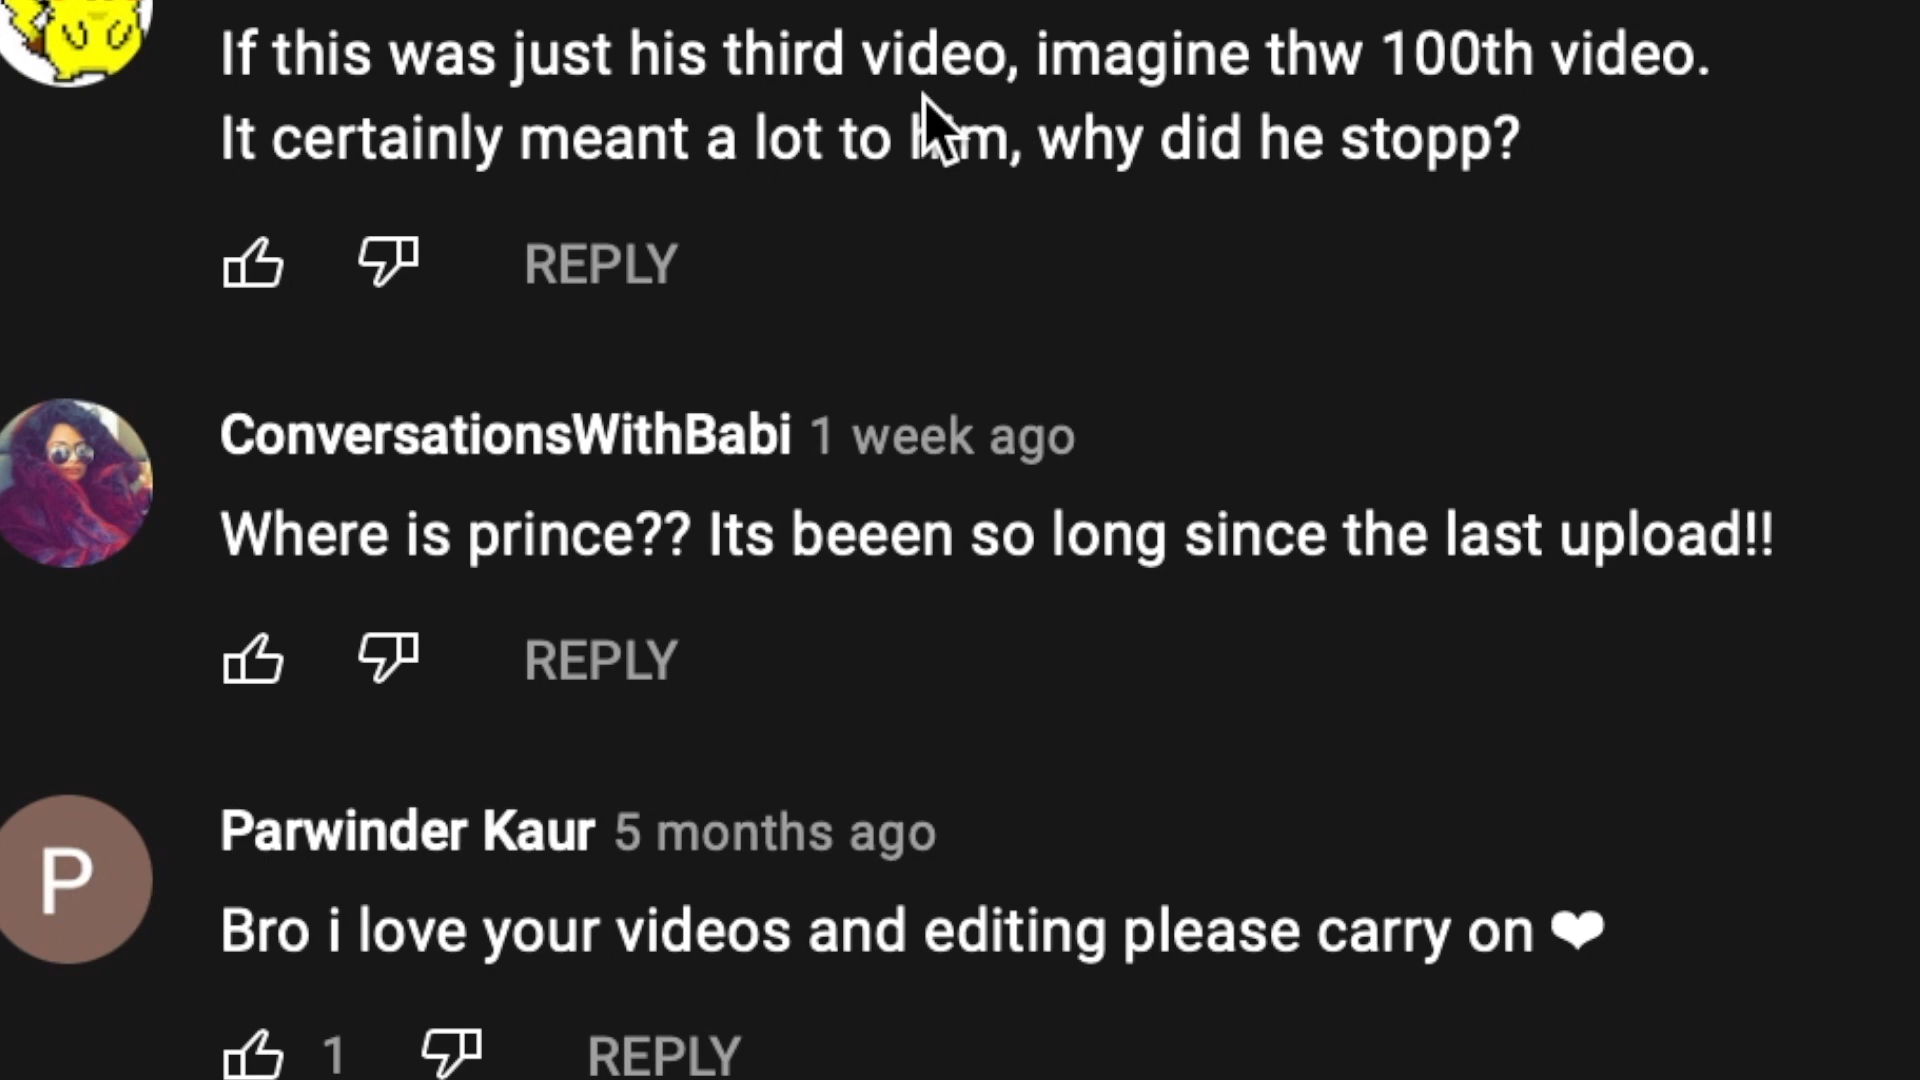 If this was just his third video, imagine thw 100th video.
It certainly meant a lot to him, why did he stopp?
REPLY
ConversationsWithBabi 1 week ago
Where is prince?? Its beeen so long since the last upload!!
REPLY
P
Parwinder Kaur 5 months ago
Bro i love your videos and editing please carry on ❤
1 REPLY